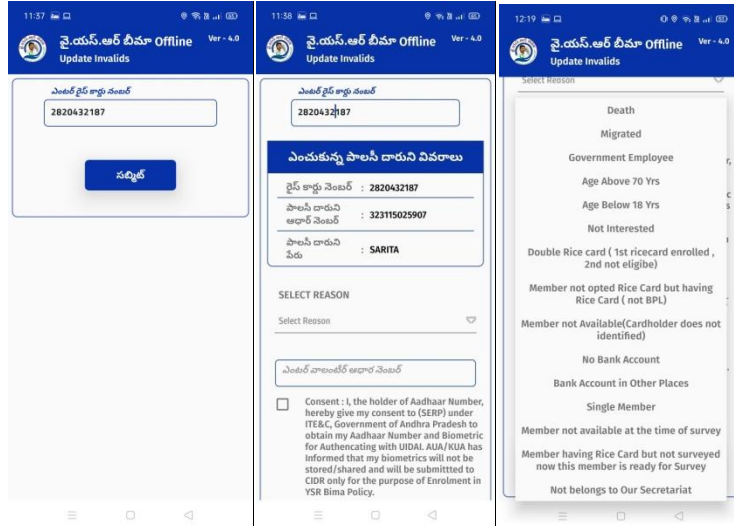 11:37
వై.యస్.ఆర్ బీమా Offline Ver - 4.0
Update Invalids
ఎంటర్ రైస్ కార్డు నంబర్
2820432187
సబ్మిట్
11:38
వై.యస్.ఆర్ బీమా Offline Ver - 4.0
Update Invalids
ఎంటర్ రైస్ కార్డు నంబర్
2820432187
ఎంచుకున్న పాలసీ దారుని వివరాలు
రైస్ కార్డు నెంబర్ : 2820432187
పాలసీ దారుని
ఆధార్ నెంబర్ : 323115025907
పాలసీ దారుని
పేరు : SARITA
SELECT REASON
Select Reason
ఎంటర్ వాలంటీర్ ఆధార నెంబర్
Consent : I, the holder of Aadhaar Number,
hereby give my consent to (SERP) under
ITE&C, Government of Andhra Pradesh to
obtain my Aadhaar Number and Biometric
for Authencating with UIDAI. AUA/KUA has
Informed that my biometrics will not be
stored/shared and will be submittted to
CIDR only for the purpose of Enrolment in
YSR Bima Policy.
12:19
వై.యస్.ఆర్ బీమా Offline Ver - 4.0
Update Invalids
Select Reason
Death
Migrated
Government Employee
Age Above 70 Yrs
Age Below 18 Yrs
Not Interested
Double Rice card ( 1st ricecard enrolled ,
2nd not eligibe)
Member not opted Rice Card but having
Rice Card ( not BPL)
Member not Available(Cardholder does not
identified)
No Bank Account
Bank Account in Other Places
Single Member
Member not available at the time of survey
Member having Rice Card but not surveyed
now this member is ready for Survey
Not belongs to Our Secretariat